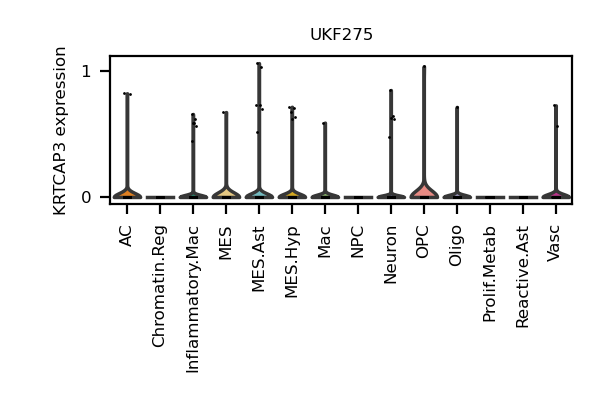 UKF275
KRTCAP3 expression
1
0
AC
Chromatin.Reg
Inflammatory.Mac
MES
MES.Ast
MES.Hyp
Mac
NPC
Neuron
OPC
Oligo
Prolif.Metab
Reactive.Ast
Vasc